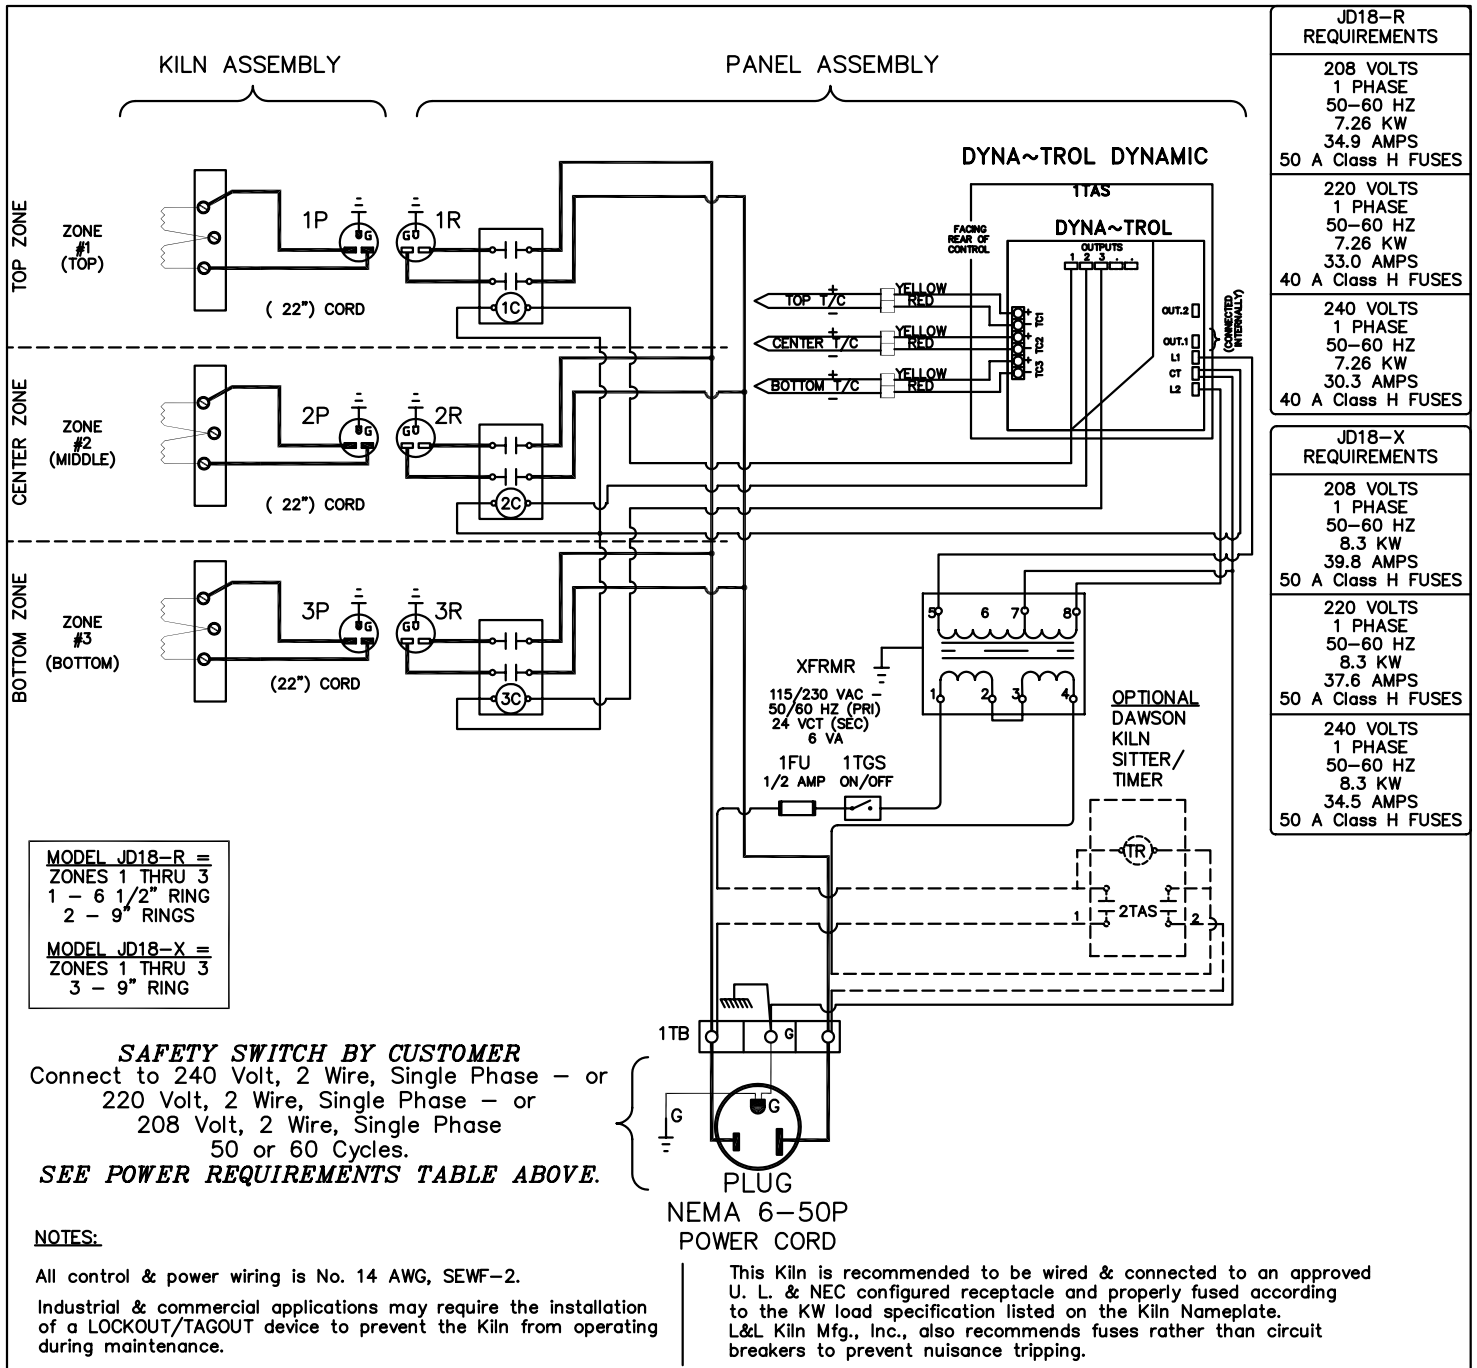 KILN ASSEMBLY
PANEL ASSEMBLY
JD18-R
REQUIREMENTS
208 VOLTS
1 PHASE
50-60 HZ
7.26 KW
34.9 AMPS
50 A Class H FUSES
220 VOLTS
1 PHASE
50-60 HZ
7.26 KW
33.0 AMPS
40 A Class H FUSES
240 VOLTS
1 PHASE
50-60 HZ
7.26 KW
30.3 AMPS
40 A Class H FUSES
JD18-X
REQUIREMENTS
208 VOLTS
1 PHASE
50-60 HZ
8.3 KW
39.8 AMPS
50 A Class H FUSES
220 VOLTS
1 PHASE
50-60 HZ
8.3 KW
37.6 AMPS
50 A Class H FUSES
240 VOLTS
1 PHASE
50-60 HZ
8.3 KW
34.5 AMPS
50 A Class H FUSES
TOP ZONE
ZONE
#1
(TOP)
1P
G
G
1R
( 22") CORD
1C
CENTER ZONE
ZONE
#2
(MIDDLE)
2P
G
G
2R
( 22") CORD
2C
BOTTOM ZONE
ZONE
#3
(BOTTOM)
3P
G
G
3R
(22") CORD
3C
DYNA~TROL DYNAMIC
1TAS
FACING
REAR OF
CONTROL
DYNA~TROL
OUTPUTS
1 2 3 . .
+ YELLOW
TOP T/C RED
-
+ YELLOW
CENTER T/C RED
-
+ YELLOW
BOTTOM T/C RED
-
+
- TC1
+
- TC2
+
- TC3
OUT.2
OUT.1
(CONNECTED
INTERNALLY)
L1
CT
L2
5 6 7 8
1 2 3 4
XFRMR
115/230 VAC -
50/60 HZ (PRI)
24 VCT (SEC)
6 VA
1FU
1/2 AMP
1TGS
ON/OFF
OPTIONAL
DAWSON
KILN
SITTER/
TIMER
TR
1 2TAS 2
MODEL JD18-R =
ZONES 1 THRU 3
1 - 6 1/2" RING
2 - 9" RINGS
MODEL JD18-X =
ZONES 1 THRU 3
3 - 9" RING
1TB
G
G
G
PLUG
NEMA 6-50P
POWER CORD
SAFETY SWITCH BY CUSTOMER
Connect to 240 Volt, 2 Wire, Single Phase - or
220 Volt, 2 Wire, Single Phase - or
208 Volt, 2 Wire, Single Phase
50 or 60 Cycles.
SEE POWER REQUIREMENTS TABLE ABOVE.
NOTES:
All control & power wiring is No. 14 AWG, SEWF-2.
Industrial & commercial applications may require the installation
of a LOCKOUT/TAGOUT device to prevent the Kiln from operating
during maintenance.
This Kiln is recommended to be wired & connected to an approved
U. L. & NEC configured receptacle and properly fused according
to the KW load specification listed on the Kiln Nameplate.
L&L Kiln Mfg., Inc., also recommends fuses rather than circuit
breakers to prevent nuisance tripping.